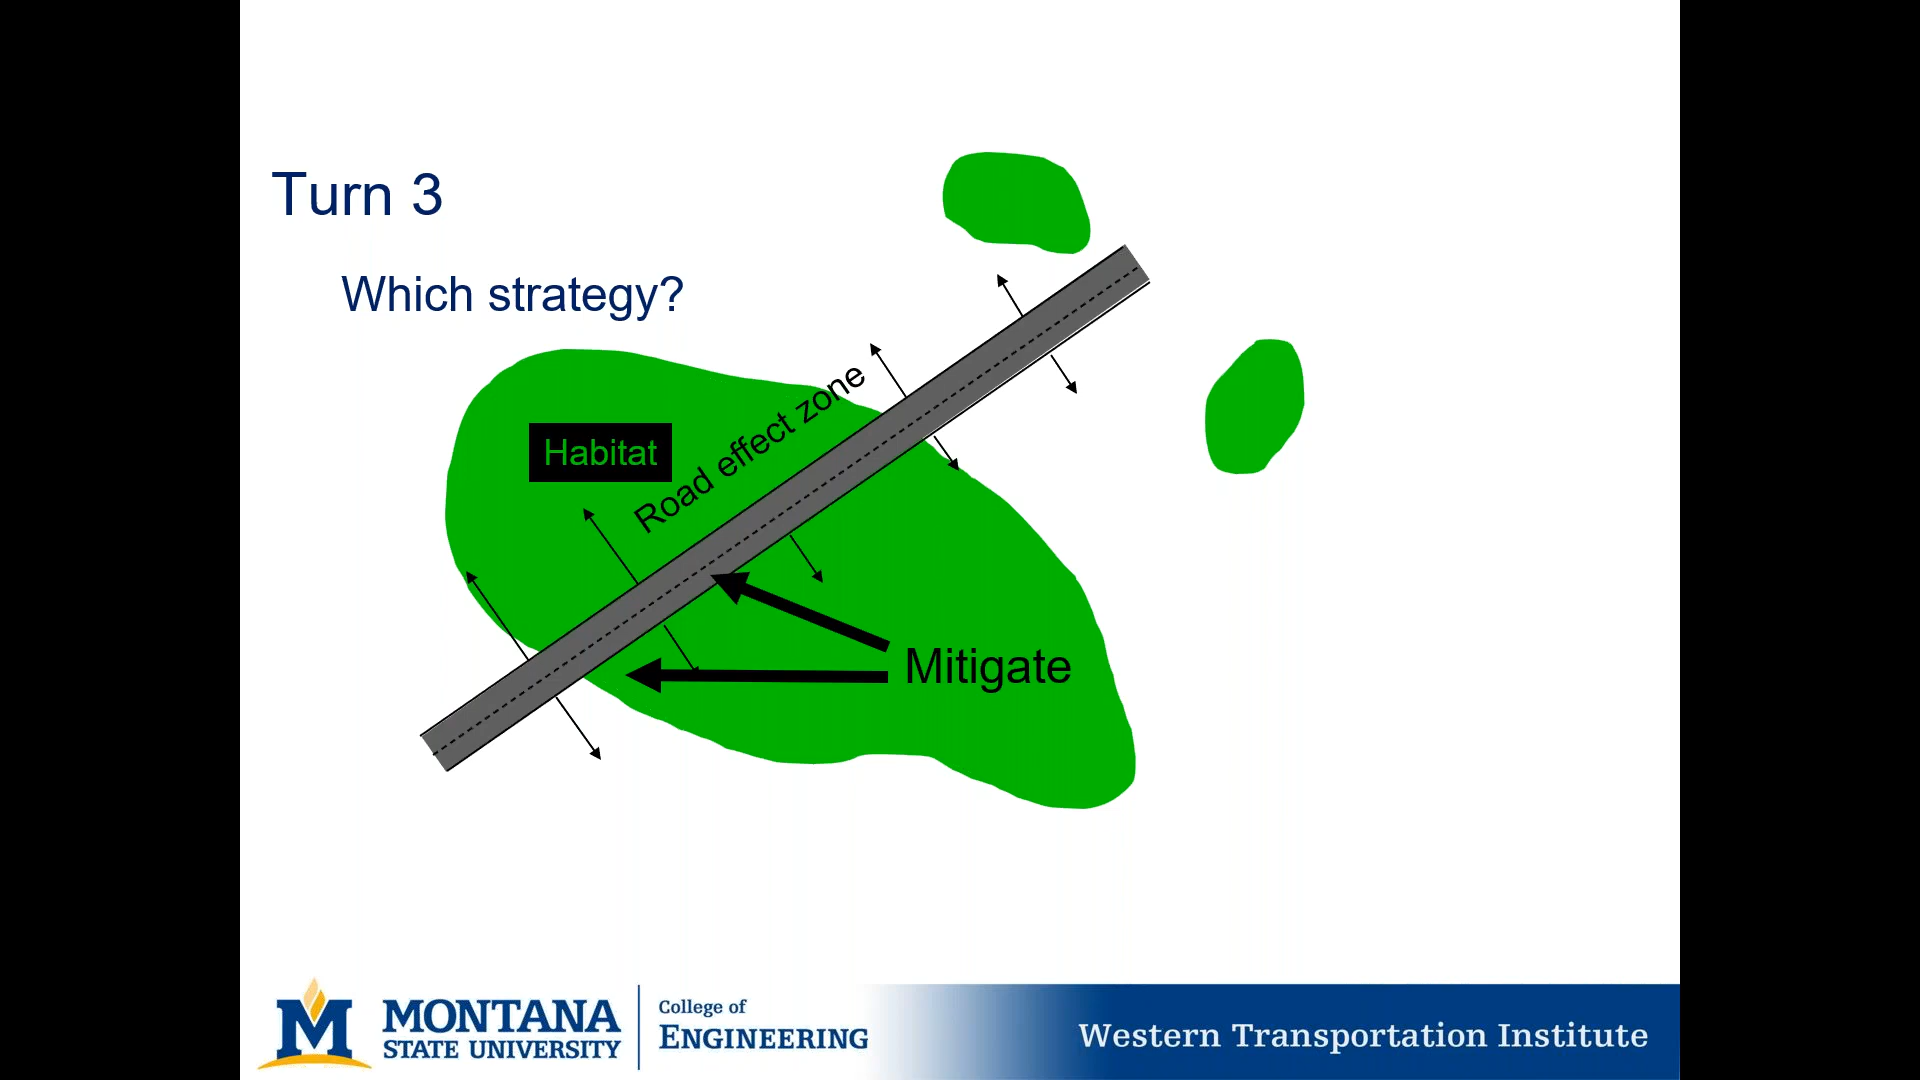 Turn 3
Which strategy?
Habitat
Road effect zone
Mitigate
MONTANA
STATE UNIVERSITY
College of
ENGINEERING
Western Transportation Institute